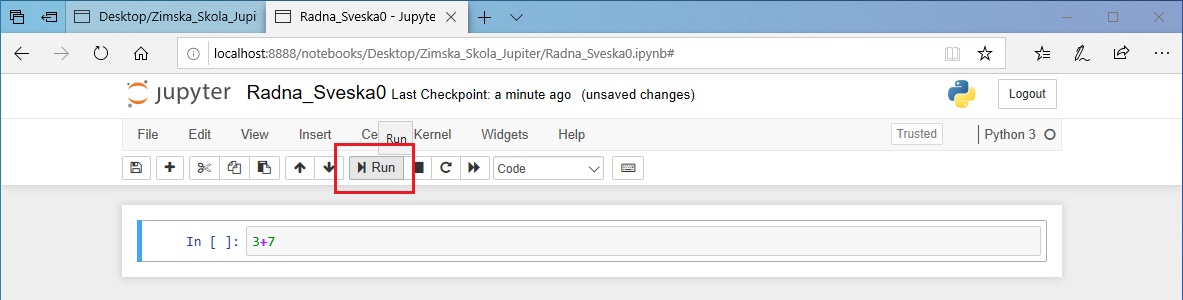 Desktop/Zimska_Skola_Jupi
Radna_Sveska0 - Jupyte
localhost:8888/notebooks/Desktop/Zimska_Skola_Jupiter/Radna_Sveska0.ipynb#
jupyter Radna_Sveska0 Last Checkpoint: a minute ago (unsaved changes)
Logout
File Edit View Insert Ce Kernel Widgets Help
Run
Trusted
Python 3
Run
Code
In [ ]: 3+7